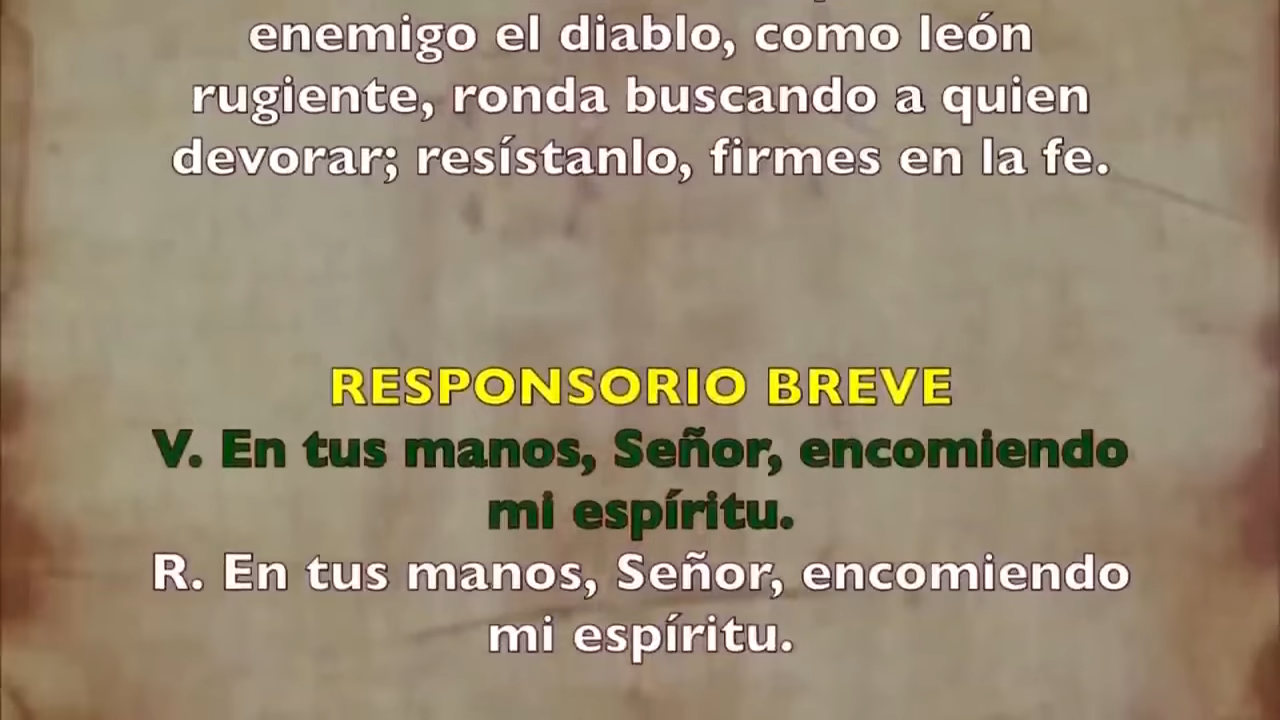 enemigo el diablo, como león
rugiente, ronda buscando a quien
devorar; resístanlo, firmes en la fe.
RESPONSORIO BREVE
V. En tus manos, Señor, encomiendo
mi espíritu.
R. En tus manos, Señor, encomiendo
mi espíritu.